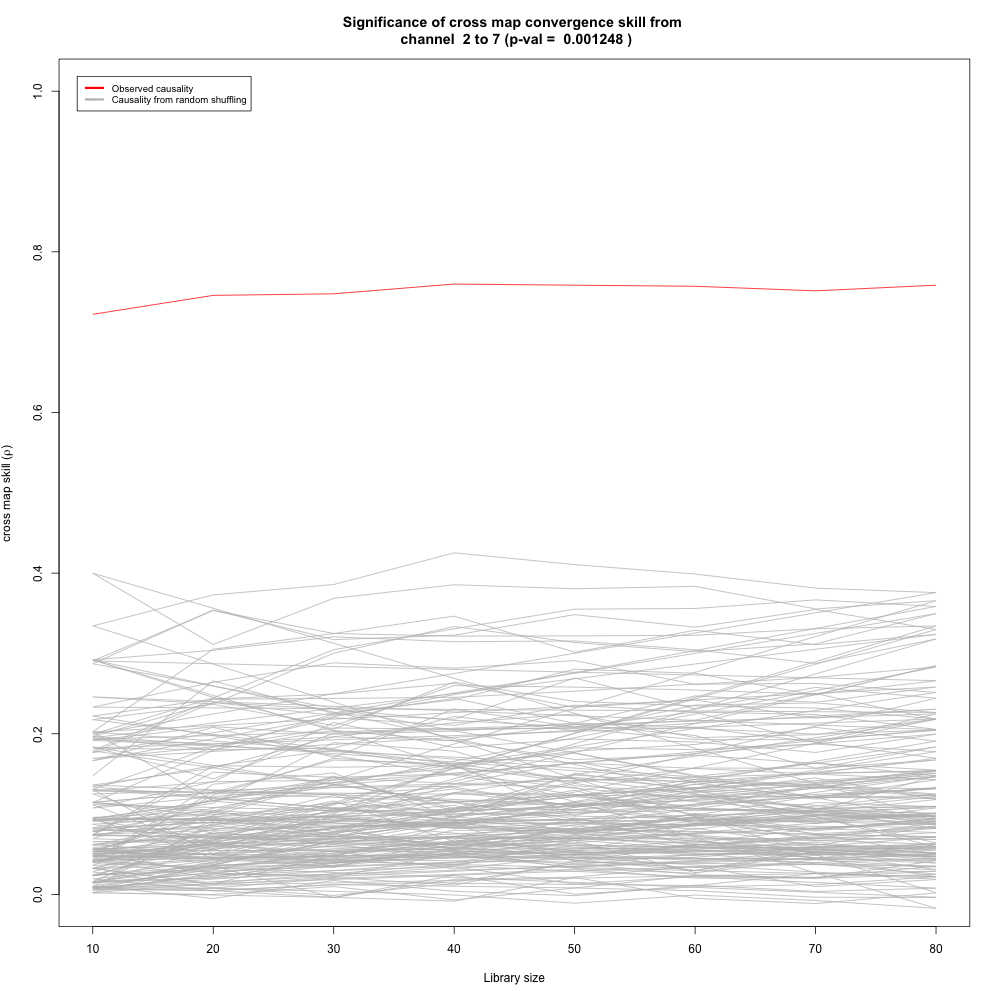 Significance of cross map convergence skill from
channel  2 to 7 (p-val =  0.001248 )
Observed causality
Causality from random shuffling
cross map skill (ρ)
1.0
0.8
0.6
0.4
0.2
0.0
10 20 30 40 50 60 70 80
Library size